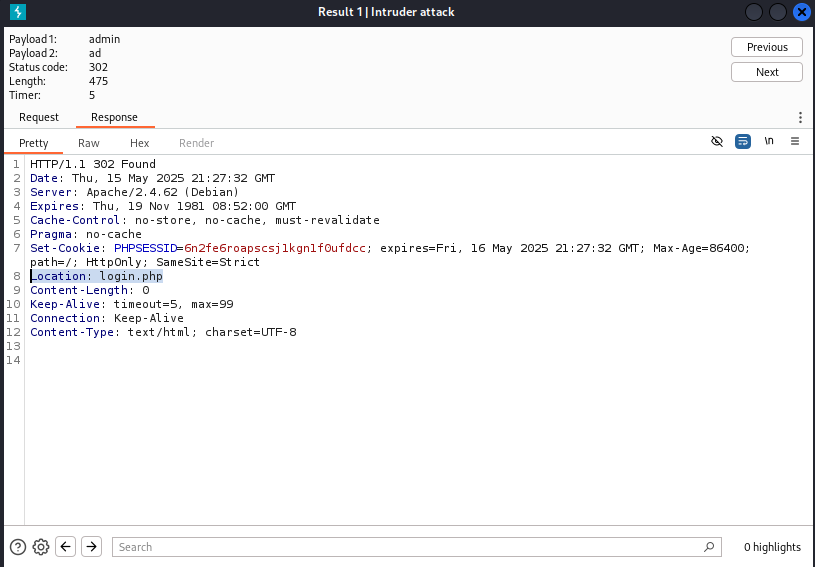 Result 1 | Intruder attack
Payload 1: admin
Payload 2: ad
Status code: 302
Length: 475
Timer: 5
Previous
Next
Request Response
Pretty Raw Hex Render \n
1 HTTP/1.1 302 Found
2 Date: Thu, 15 May 2025 21:27:32 GMT
3 Server: Apache/2.4.62 (Debian)
4 Expires: Thu, 19 Nov 1981 08:52:00 GMT
5 Cache-Control: no-store, no-cache, must-revalidate
6 Pragma: no-cache
7 Set-Cookie: PHPSESSID=6n2fe6roapscsj1kgn1f0ufdcc; expires=Fri, 16 May 2025 21:27:32 GMT; Max-Age=86400;
path=/; HttpOnly; SameSite=Strict
8 Location: login.php
9 Content-Length: 0
10 Keep-Alive: timeout=5, max=99
11 Connection: Keep-Alive
12 Content-Type: text/html; charset=UTF-8
13
14
Search 0 highlights